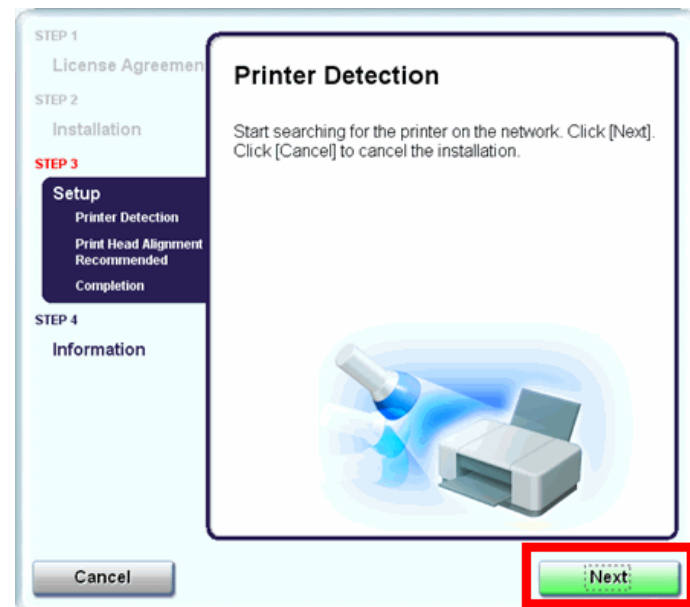 STEP 1
License Agreemen
STEP 2
Installation
STEP 3
Setup
Printer Detection
Print Head Alignment
Recommended
Completion
STEP 4
Information
Printer Detection
Start searching for the printer on the network. Click [Next].
Click [Cancel] to cancel the installation.
Cancel
Next